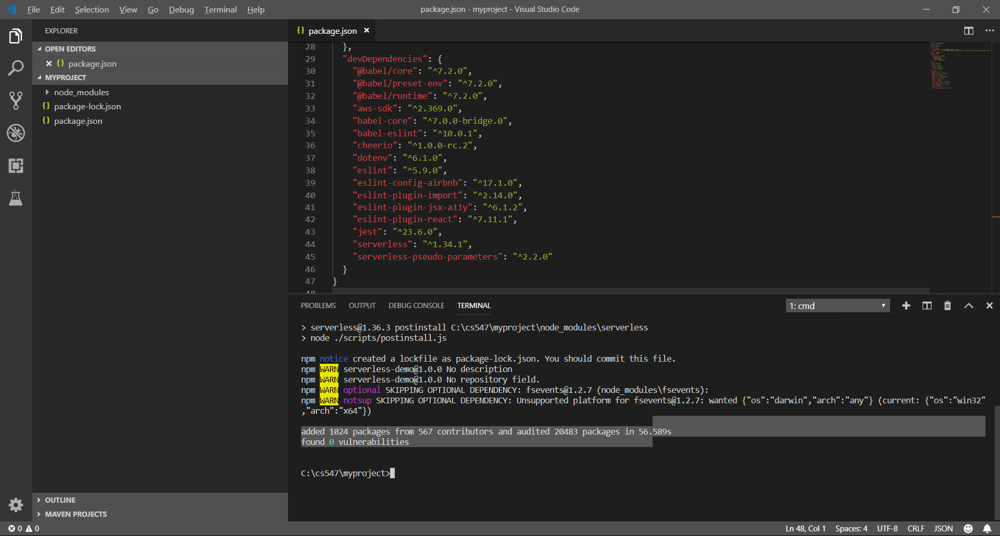 File Edit Selection View Go Debug Terminal Help
package.json - myproject - Visual Studio Code
EXPLORER
OPEN EDITORS
{} package.json
MYPROJECT
node_modules
{} package-lock.json
{} package.json
OUTLINE
MAVEN PROJECTS
{} package.json
28 },
29 "devDependencies": {
30 "@babel/core": "^7.2.0",
31 "@babel/preset-env": "^7.2.0",
32 "@babel/runtime": "^7.2.0",
33 "aws-sdk": "^2.369.0",
34 "babel-core": "^7.0.0-bridge.0",
35 "babel-eslint": "^10.0.1",
36 "cheerio": "^1.0.0-rc.2",
37 "dotenv": "^6.1.0",
38 "eslint": "^5.9.0",
39 "eslint-config-airbnb": "^17.1.0",
40 "eslint-plugin-import": "^2.14.0",
41 "eslint-plugin-jsx-a11y": "^6.1.2",
42 "eslint-plugin-react": "^7.11.1",
43 "jest": "^23.6.0",
44 "serverless": "^1.34.1",
45 "serverless-pseudo-parameters": "^2.2.0"
46 }
47 }
48
PROBLEMS OUTPUT DEBUG CONSOLE TERMINAL
1: cmd
> serverless@1.36.3 postinstall C:\cs547\myproject\node_modules\serverless
> node ./scripts/postinstall.js
npm notice created a lockfile as package-lock.json. You should commit this file.
npm WARN serverless-demo@1.0.0 No description
npm WARN serverless-demo@1.0.0 No repository field.
npm WARN optional SKIPPING OPTIONAL DEPENDENCY: fsevents@1.2.7 (node_modules\fsevents):
npm WARN notsup SKIPPING OPTIONAL DEPENDENCY: Unsupported platform for fsevents@1.2.7: wanted {"os":"darwin","arch":"any"} (current: {"os":"win32"
,"arch":"x64"})
added 1024 packages from 567 contributors and audited 20483 packages in 56.589s
found 0 vulnerabilities
C:\cs547\myproject>
0 0
Ln 48, Col 1 Spaces: 4 UTF-8 CRLF JSON